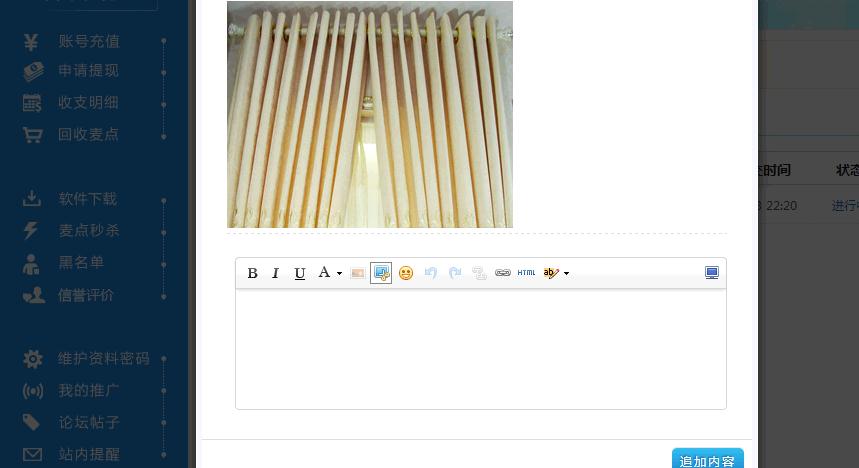 账号充值
申请提现
收支明细
回收麦点
软件下载
麦点秒杀
黑名单
信誉评价
维护资料密码
我的推广
论坛帖子
站内提醒
B I U A HTML ab
时间 状态
22:20 进行
追加内容